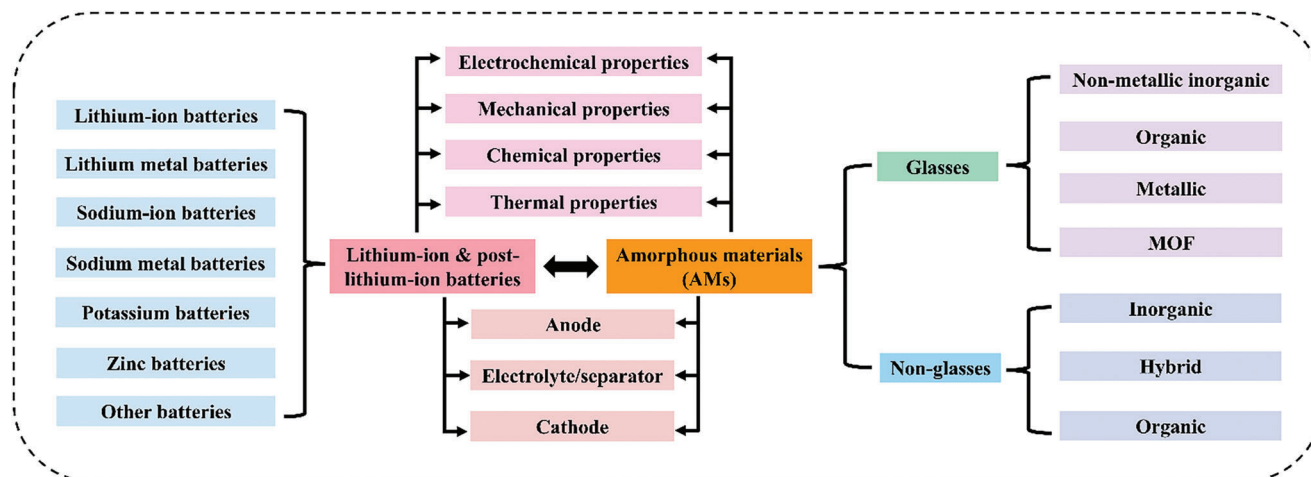 Lithium-ion batteries
Lithium metal batteries
Sodium-ion batteries
Sodium metal batteries
Potassium batteries
Zinc batteries
Other batteries
Electrochemical properties
Mechanical properties
Chemical properties
Thermal properties
Lithium-ion & post-
lithium-ion batteries
Amorphous materials
(AMs)
Anode
Electrolyte/separator
Cathode
Glasses
Non-glasses
Non-metallic inorganic
Organic
Metallic
MOF
Inorganic
Hybrid
Organic